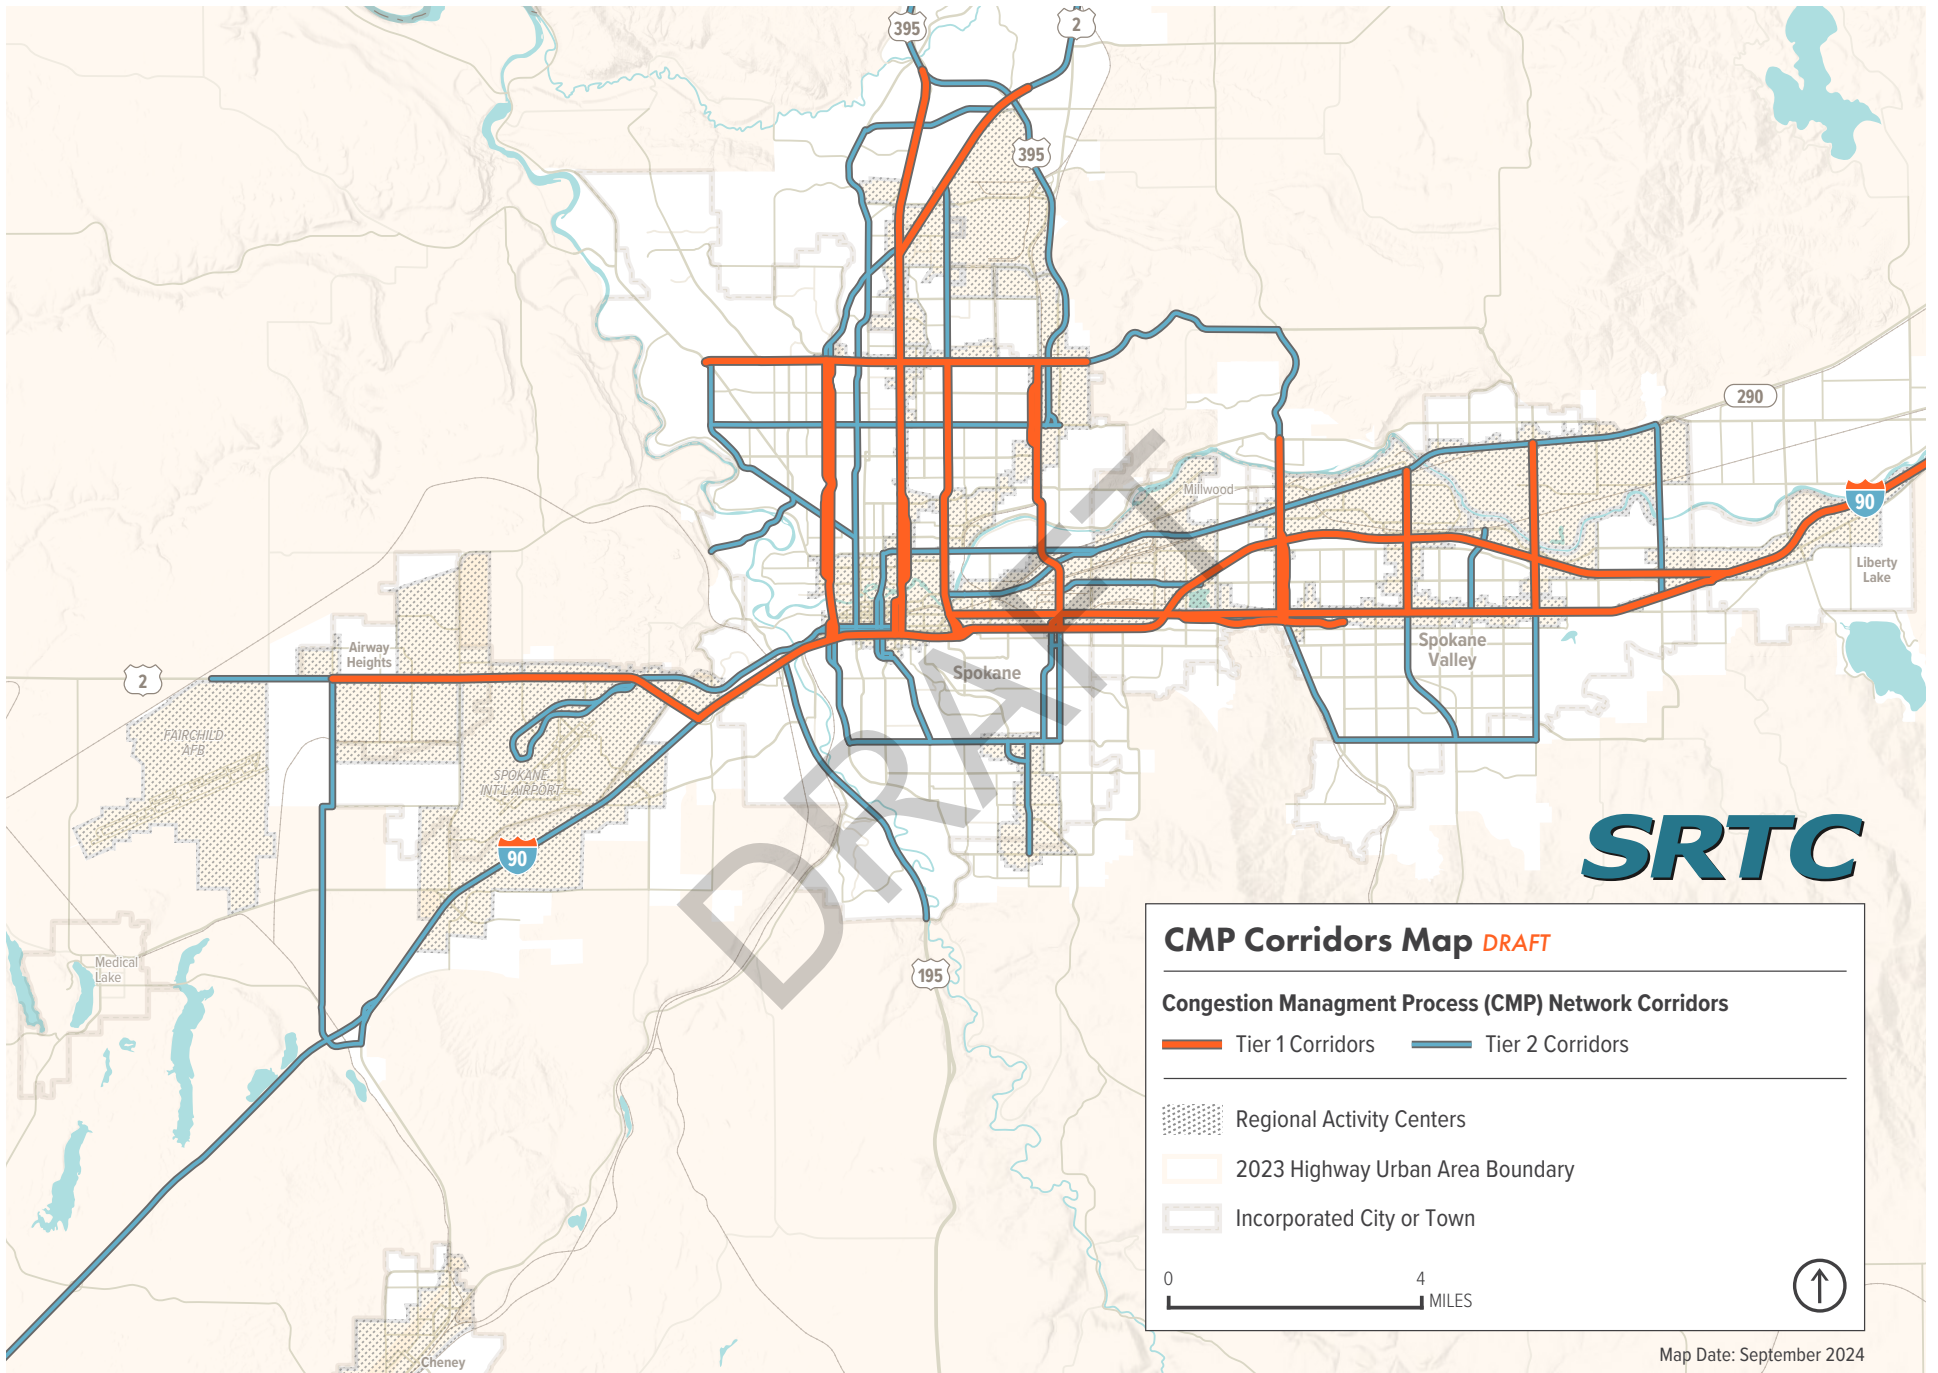 395
2
395
290
Millwood
90
Liberty
Lake
Airway
Heights
2
Spokane
Valley
Spokane
FAIRCHILD
AFB
SPOKANE
INT'L AIRPORT
90
DRAFT
SRTC
Medical
Lake
195
CMP Corridors Map DRAFT
Congestion Managment Process (CMP) Network Corridors
Tier 1 Corridors
Tier 2 Corridors
Regional Activity Centers
2023 Highway Urban Area Boundary
Incorporated City or Town
0
4
MILES
Cheney
Map Date: September 2024